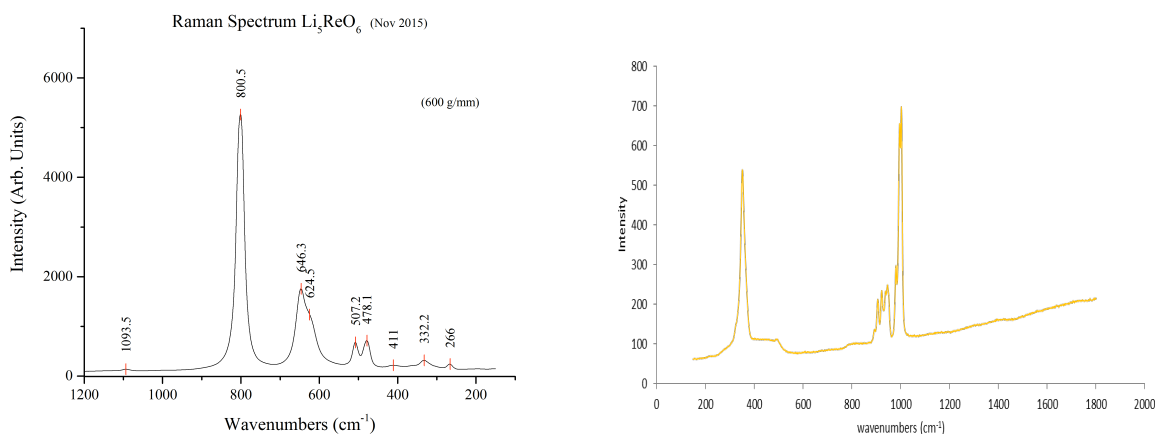 Raman Spectrum Li₅ReO₆ (Nov 2015)
(600 g/mm)
Intensity (Arb. Units)
6000
4000
2000
0
1093.5
800.5
646.3
624.5
507.2
478.1
411
332.2
266
1200 1000 800 600 400 200
Wavenumbers (cm⁻¹)
Intensity
800
700
600
500
400
300
200
100
0
0 200 400 600 800 1000 1200 1400 1600 1800 2000
wavenumbers (cm⁻¹)